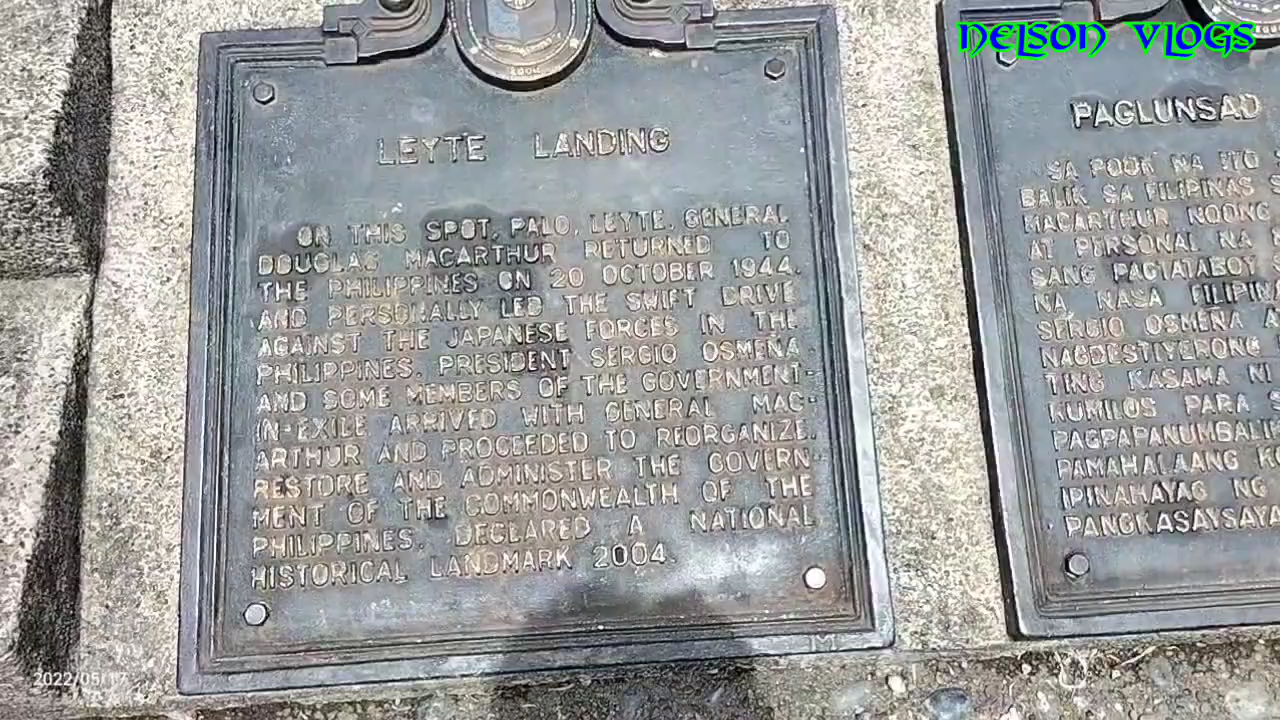 NELSON VLOGS
LEYTE LANDING
ON THIS SPOT, PALO, LEYTE, GENERAL
DOUGLAS MACARTHUR RETURNED TO
THE PHILIPPINES ON 20 OCTOBER 1944,
AND PERSONALLY LED THE SWIFT DRIVE
AGAINST THE JAPANESE FORCES IN THE
PHILIPPINES. PRESIDENT SERGIO OSMEÑA
AND SOME MEMBERS OF THE GOVERNMENT-
IN-EXILE ARRIVED WITH GENERAL MAC-
ARTHUR AND PROCEEDED TO REORGANIZE,
RESTORE AND ADMINISTER THE GOVERN-
MENT OF THE COMMONWEALTH OF THE
PHILIPPINES. DECLARED A NATIONAL
HISTORICAL LANDMARK 2004.
PAGLUNSAD
SA POOK NA ITO
BALIK SA FILIPINAS
MACARTHUR NOONG
AT PERSONAL NA
SANG PAGTATABOY
NA NASA FILIPINA
SERGIO OSMEÑA A
NAGDESTIYERONG
TING KASAMA NI
KUMILOS PARA S
PAGPAPANUMBALIK
PAMAHALAANG KO
IPINAHAYAG NG
PANGKASAYSAYA
2022/05/17